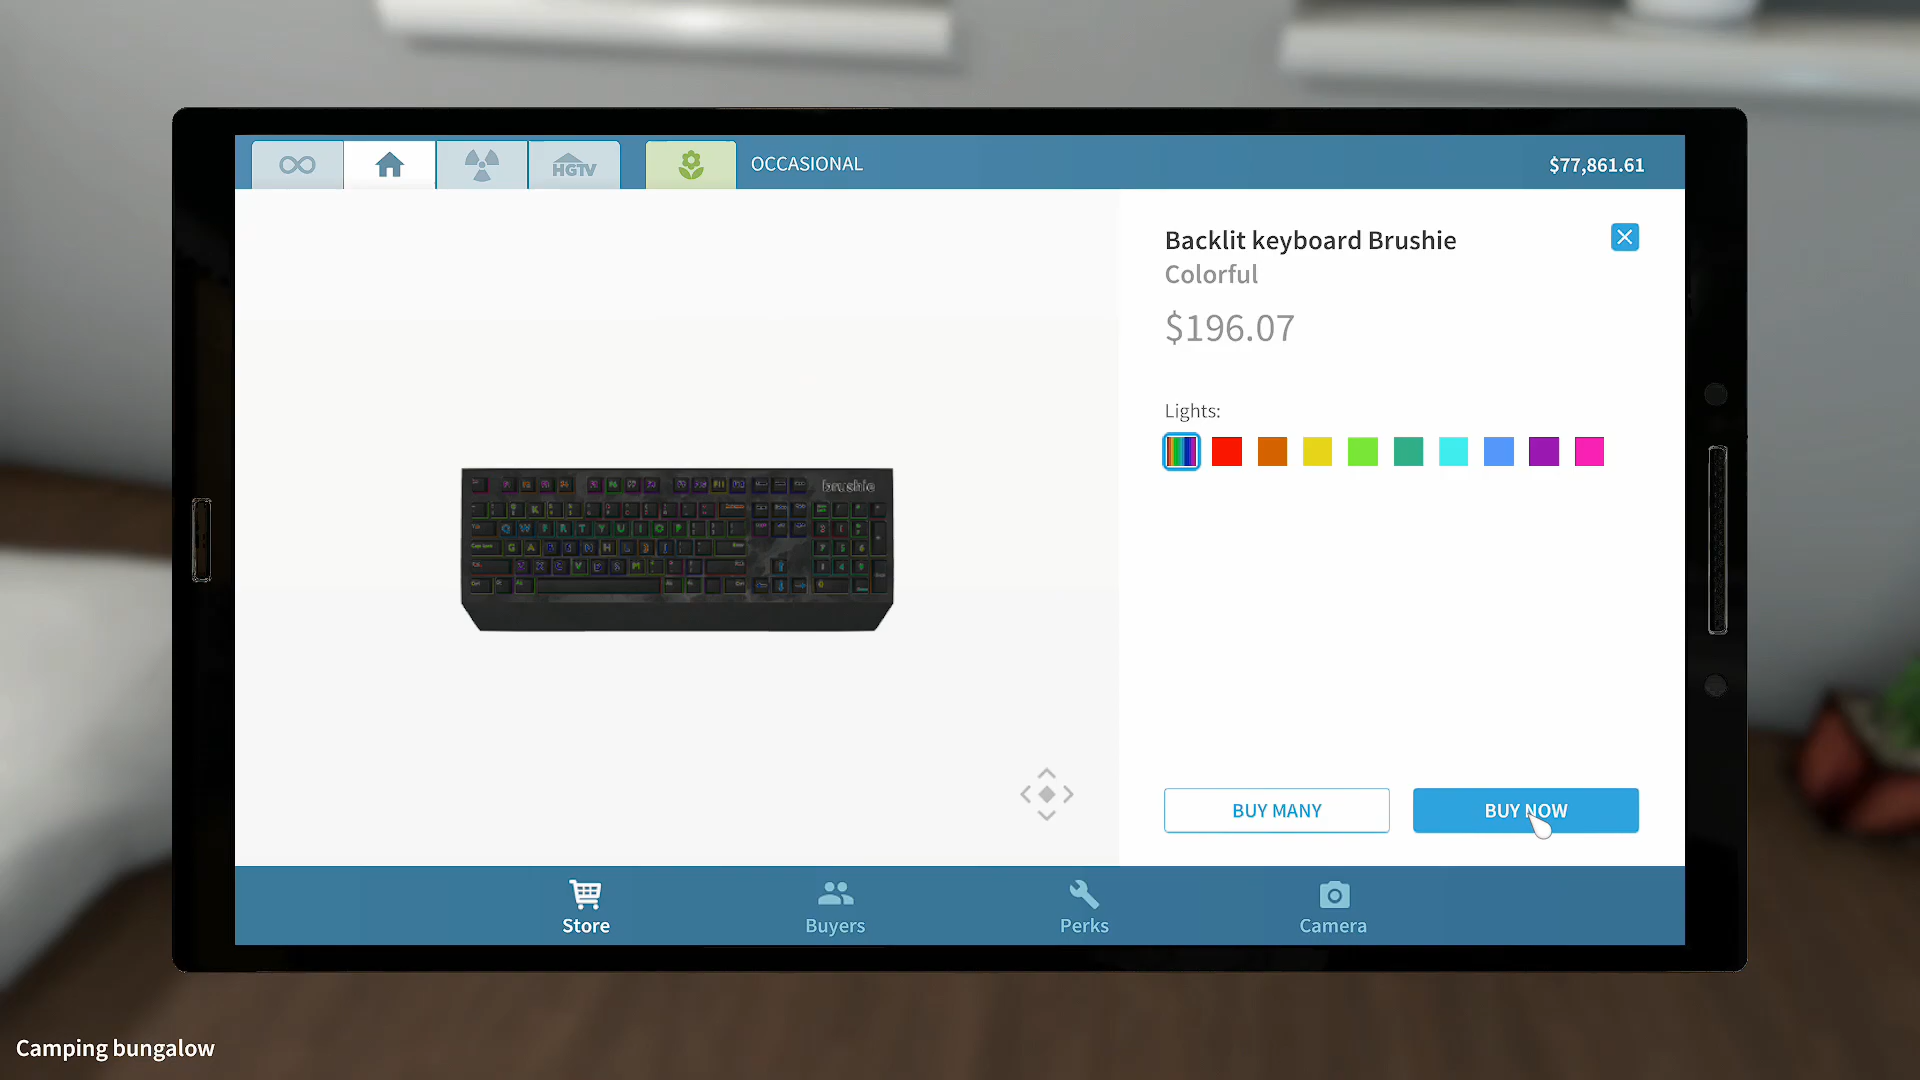 HGTV
OCCASIONAL
$77,861.61
Backlit keyboard Brushie
Colorful
$196.07
Lights:
brushie
BUY MANY
BUY NOW
Store
Buyers
Perks
Camera
Camping bungalow